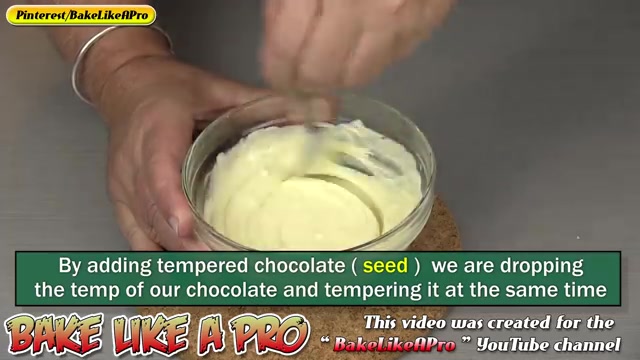 Pinterest/BakeLikeAPro
By adding tempered chocolate ( seed ) we are dropping
the temp of our chocolate and tempering it at the same time
BAKE LIKE A PRO
This video was created for the
“ BakeLikeAPro ” YouTube channel